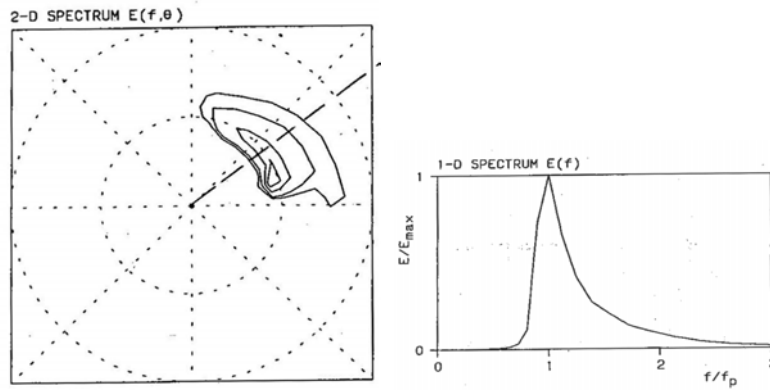 2-D SPECTRUM E(f,θ)
1-D SPECTRUM E(f)
1
E/Emax
0
0
1
2
f/fp